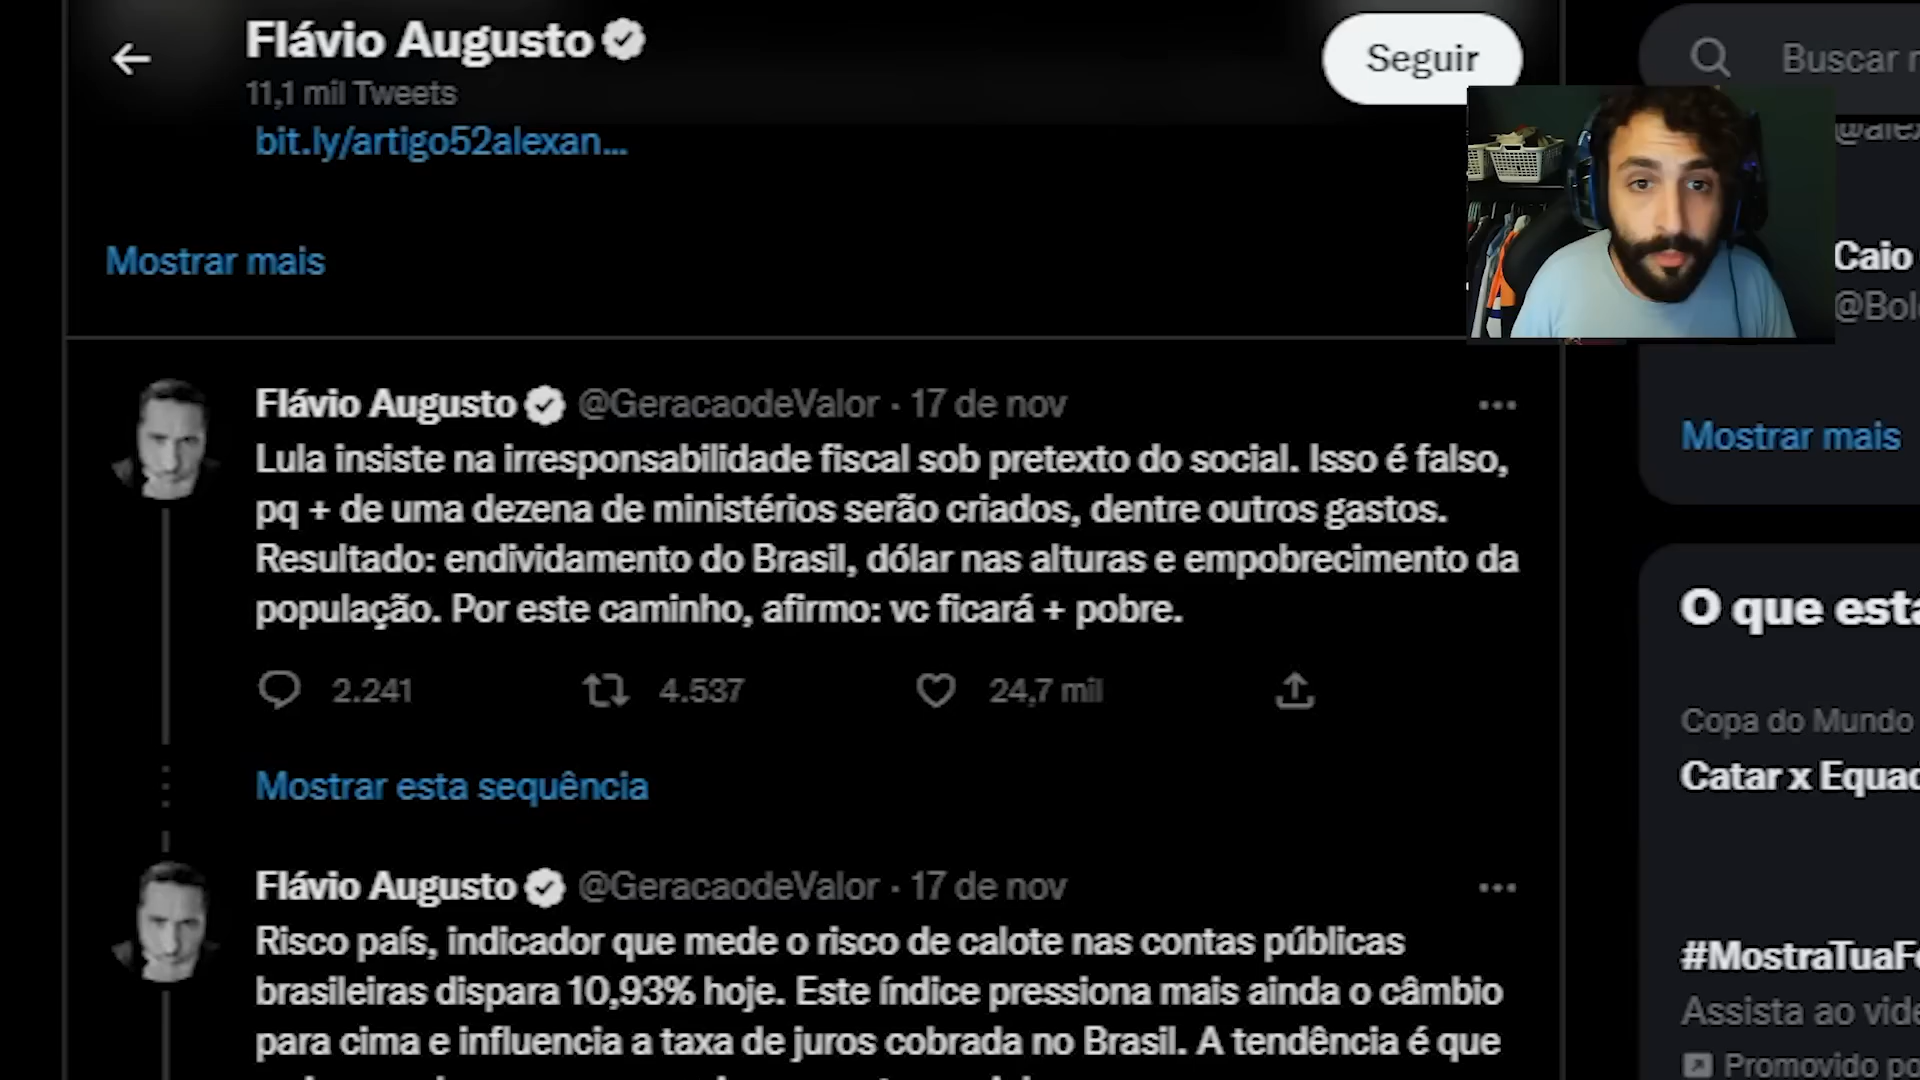 Flávio Augusto
11,1 mil Tweets
Seguir
Buscar
bit.ly/artigo52alexan...
Mostrar mais
Caio
Mostrar mais
Flávio Augusto @GeracaodeValor · 17 de nov
Lula insiste na irresponsabilidade fiscal sob pretexto do social. Isso é falso,
pq + de uma dezena de ministérios serão criados, dentre outros gastos.
Resultado: endividamento do Brasil, dólar nas alturas e empobrecimento da
população. Por este caminho, afirmo: vc ficará + pobre.
2.241 4.537 24,7 mil
Mostrar esta sequência
Flávio Augusto @GeracaodeValor · 17 de nov
Risco país, indicador que mede o risco de calote nas contas públicas
brasileiras dispara 10,93% hoje. Este índice pressiona mais ainda o câmbio
para cima e influencia a taxa de juros cobrada no Brasil. A tendência é que
O que está
Copa do Mundo
Catar x Equad
#MostraTuaF
Assista ao víde
Promovido po